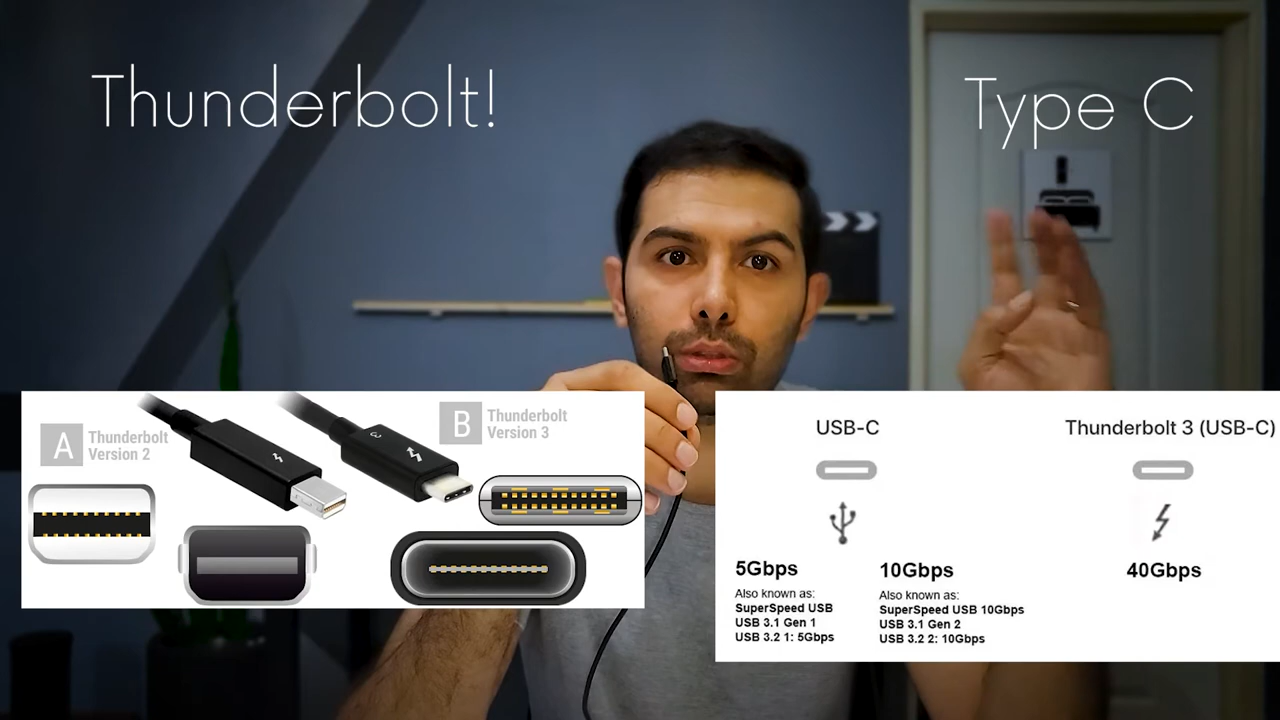 Thunderbolt!
Type C
A
Thunderbolt
Version 2
B
Thunderbolt
Version 3
3
USB-C
Thunderbolt 3 (USB-C)
5Gbps
Also known as:
SuperSpeed USB
USB 3.1 Gen 1
USB 3.2 1: 5Gbps
10Gbps
Also known as:
SuperSpeed USB 10Gbps
USB 3.1 Gen 2
USB 3.2 2: 10Gbps
40Gbps